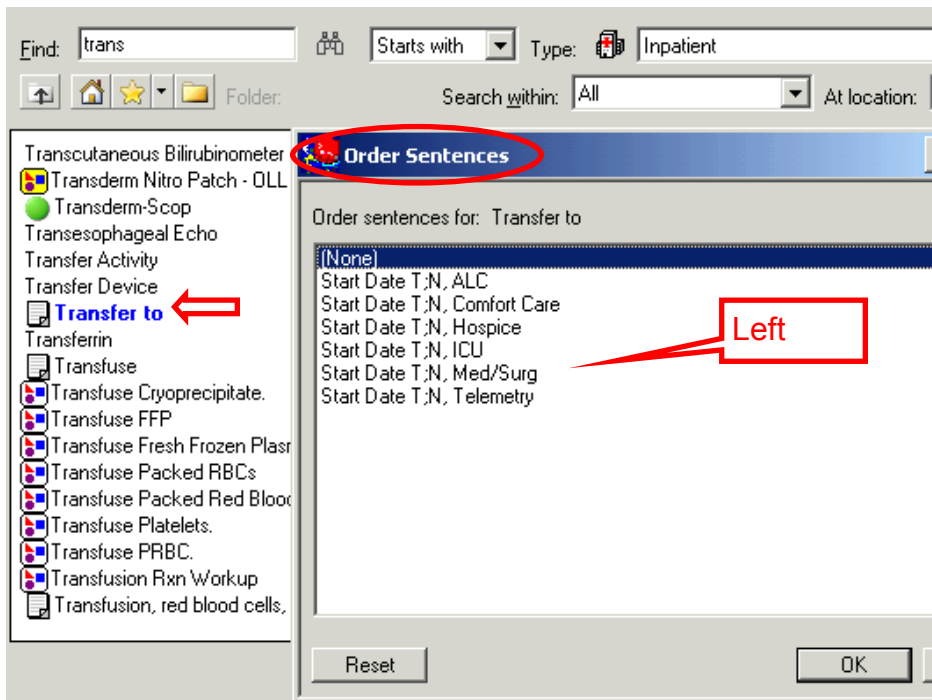 Find: trans Starts with Type: Inpatient
Folder: Search within: All At location:
Transcutaneous Bilirubinometer
Transderm Nitro Patch - OLL
Transderm-Scop
Transesophageal Echo
Transfer Activity
Transfer Device
Transfer to
Transferrin
Transfuse
Transfuse Cryoprecipitate.
Transfuse FFP
Transfuse Fresh Frozen Plasr
Transfuse Packed RBCs
Transfuse Packed Red Blood
Transfuse Platelets.
Transfuse PRBC.
Transfusion Rxn Workup
Transfusion, red blood cells,
Order Sentences
Order sentences for: Transfer to
(None)
Start Date T;N, ALC
Start Date T;N, Comfort Care
Start Date T;N, Hospice
Start Date T;N, ICU
Start Date T;N, Med/Surg
Start Date T;N, Telemetry
Left
Reset OK